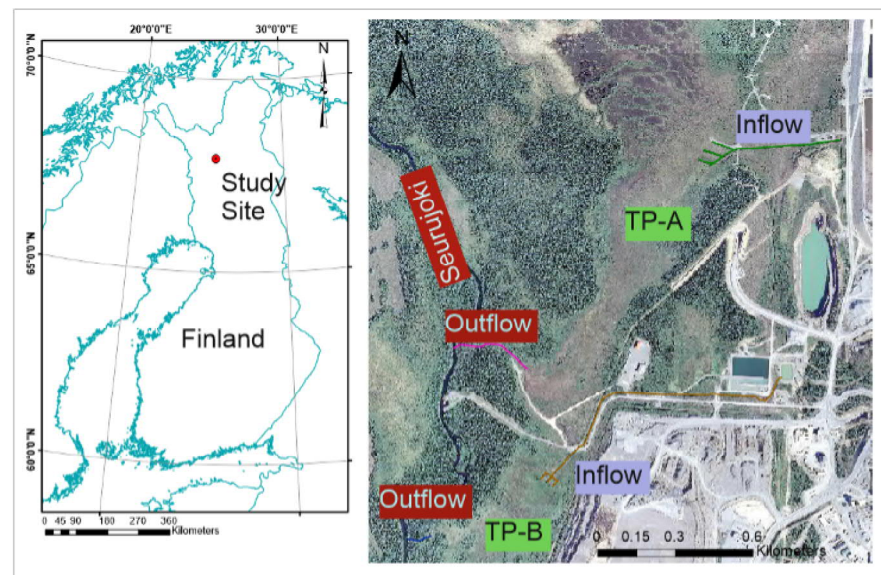 20°0'0"E
30°0'0"E
N
70°0'0"N
65°0'0"N
60°0'0"N
Study
Site
Finland
0 45 90 180 270 360
Kilometers
N
Inflow
TP-A
Seurujoki
Outflow
Inflow
Outflow
TP-B
0 0.15 0.3 0.6
Kilometers